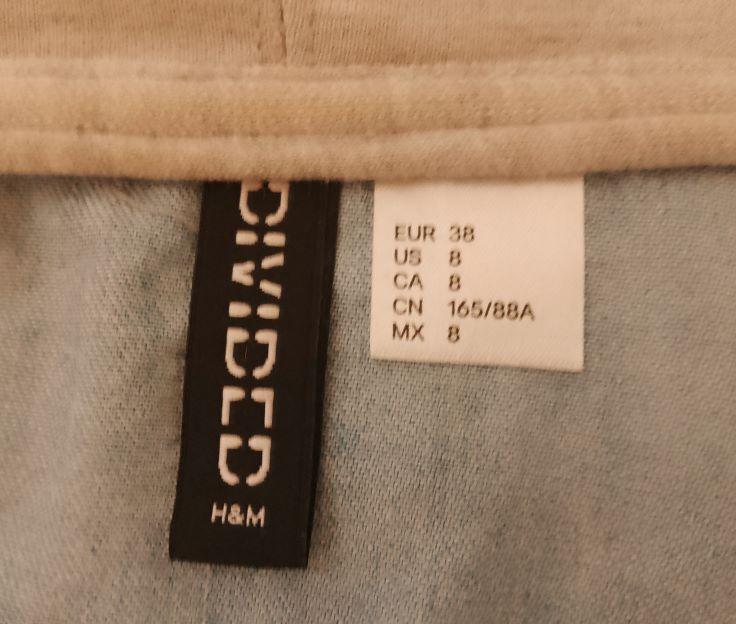 DIVIDED
H&M
EUR 38
US 8
CA 8
CN 165/88A
MX 8